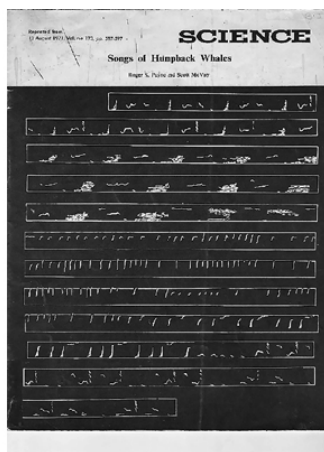 Reprinted from
13 August 1971, Volume 173, pp. 585-597
SCIENCE
Songs of Humpback Whales
Roger S. Payne and Scott McVay